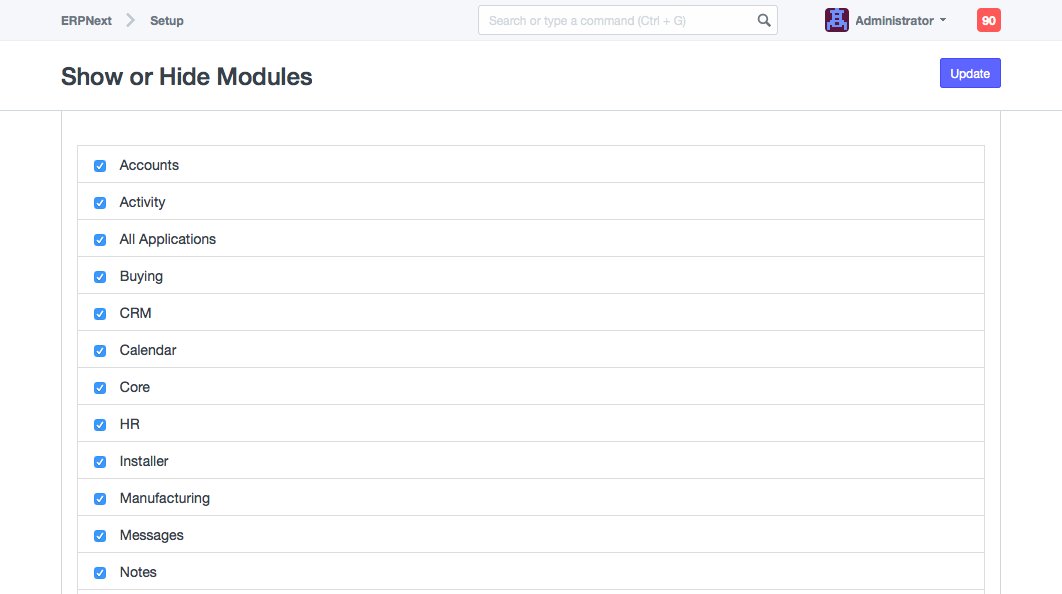 ERPNext Setup Search or type a command (Ctrl + G) Administrator 90
Show or Hide Modules Update
Accounts
Activity
All Applications
Buying
CRM
Calendar
Core
HR
Installer
Manufacturing
Messages
Notes